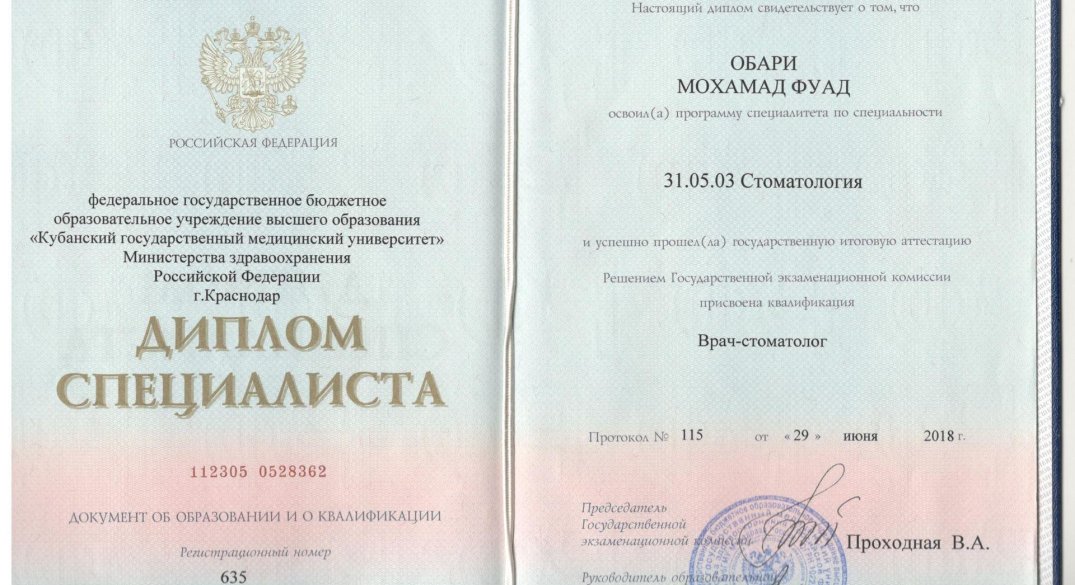 РОССИЙСКАЯ ФЕДЕРАЦИЯ
федеральное государственное бюджетное
образовательное учреждение высшего образования
«Кубанский государственный медицинский университет»
Министерства здравоохранения
Российской Федерации
г.Краснодар
ДИПЛОМ
СПЕЦИАЛИСТА
112305 0528362
ДОКУМЕНТ ОБ ОБРАЗОВАНИИ И О КВАЛИФИКАЦИИ
Регистрационный номер
635
Настоящий диплом свидетельствует о том, что
ОБАРИ
МОХАМАД ФУАД
освоил(а) программу специалитета по специальности
31.05.03 Стоматология
и успешно прошел(ла) государственную итоговую аттестацию
Решением Государственной экзаменационной комиссии
присвоена квалификация
Врач-стоматолог
Протокол № 115 от «29» июня 2018 г.
Председатель
Государственной
экзаменационной комиссии Проходная В.А.
Руководитель